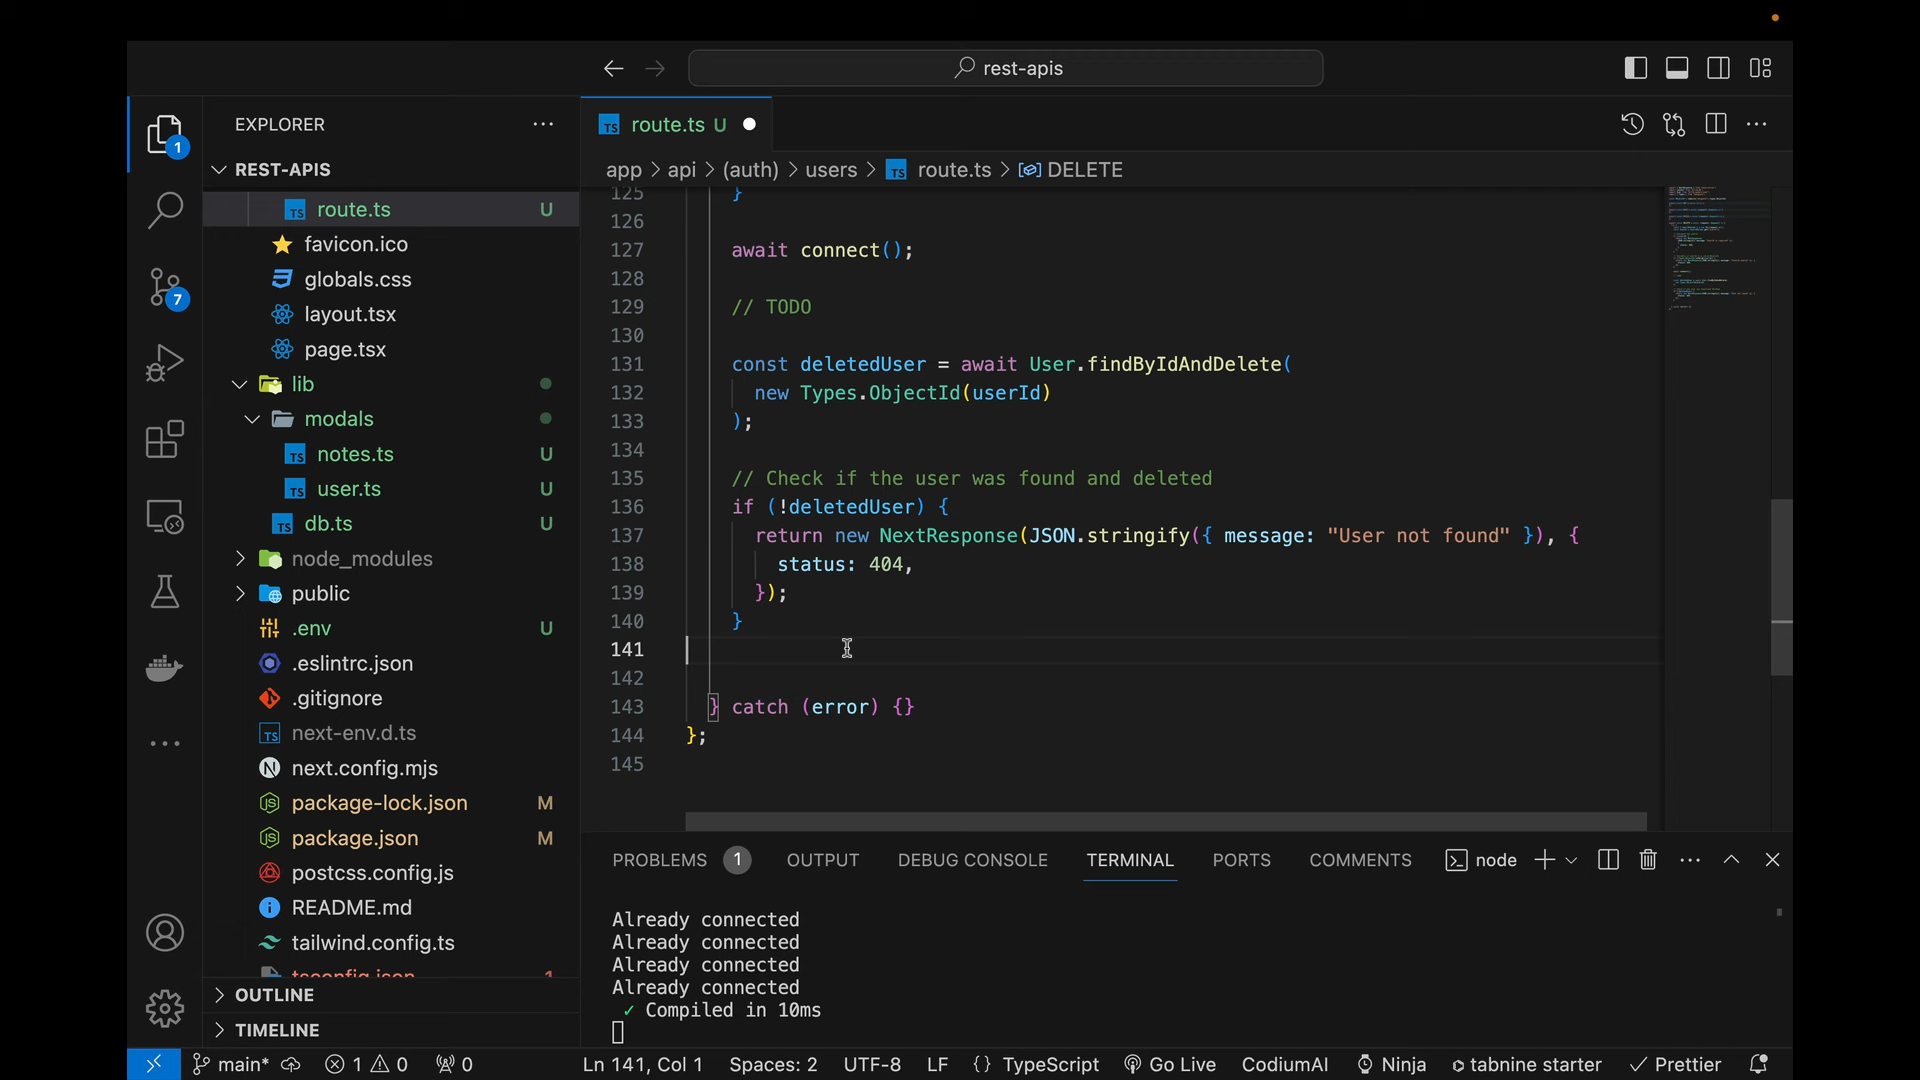 rest-apis
EXPLORER
route.ts U
1
REST-APIS
app > api > (auth) > users > route.ts > DELETE
route.ts U
favicon.ico
globals.css
7
layout.tsx
page.tsx
lib
modals
notes.ts U
user.ts U
db.ts U
node_modules
public
.env U
.eslintrc.json
.gitignore
next-env.d.ts
next.config.mjs
package-lock.json M
package.json M
postcss.config.js
README.md
tailwind.config.ts
tsconfig.json 1
OUTLINE
TIMELINE
125 }
126
127 await connect();
128
129 // TODO
130
131 const deletedUser = await User.findByIdAndDelete(
132 new Types.ObjectId(userId)
133 );
134
135 // Check if the user was found and deleted
136 if (!deletedUser) {
137 return new NextResponse(JSON.stringify({ message: "User not found" }), {
138 status: 404,
139 });
140 }
141
142
143 } catch (error) {}
144 };
145
PROBLEMS 1 OUTPUT DEBUG CONSOLE TERMINAL PORTS COMMENTS node
Already connected
Already connected
Already connected
Already connected
✓ Compiled in 10ms
main* 1 0 0 Ln 141, Col 1 Spaces: 2 UTF-8 LF {} TypeScript Go Live CodiumAI Ninja tabnine starter Prettier